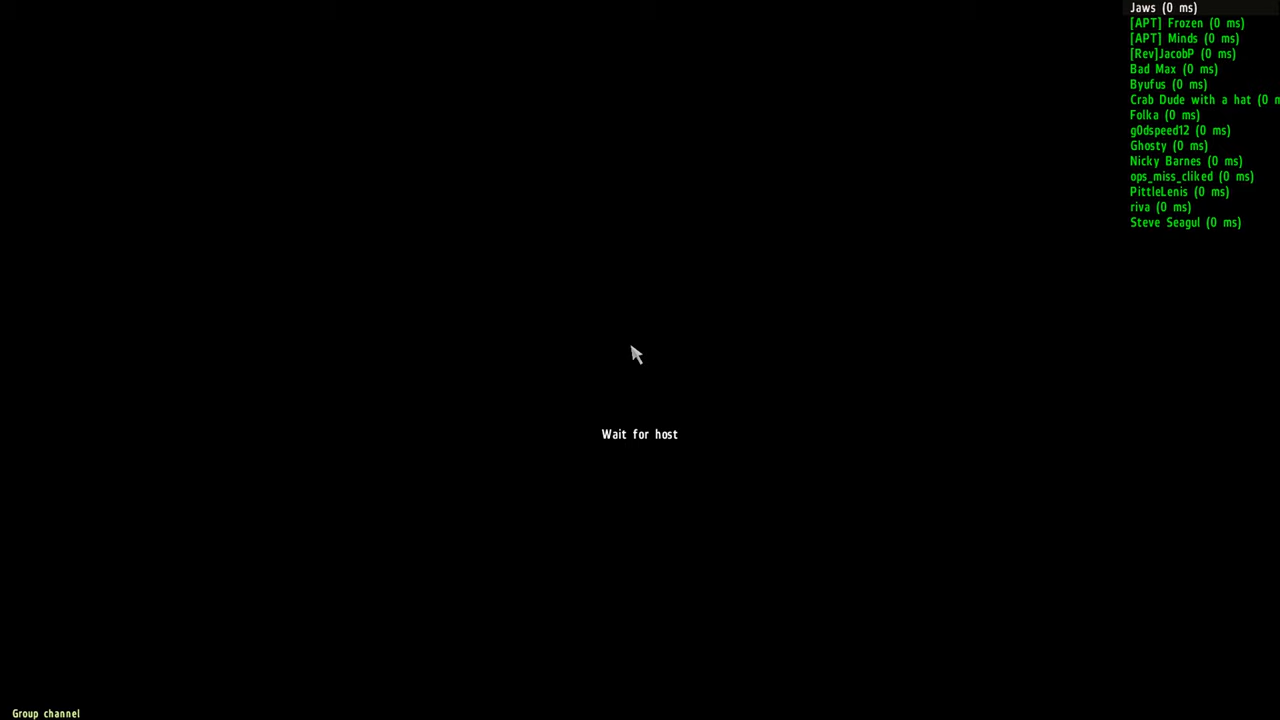 Jaws (0 ms)
[APT] Frozen (0 ms)
[APT] Minds (0 ms)
[Rev]JacobP (0 ms)
Bad Max (0 ms)
Byufus (0 ms)
Crab Dude with a hat (0 m
Folka (0 ms)
g0dspeed12 (0 ms)
Ghosty (0 ms)
Nicky Barnes (0 ms)
ops_miss_cliked (0 ms)
PittleLenis (0 ms)
riva (0 ms)
Steve Seagul (0 ms)
Wait for host
Group channel